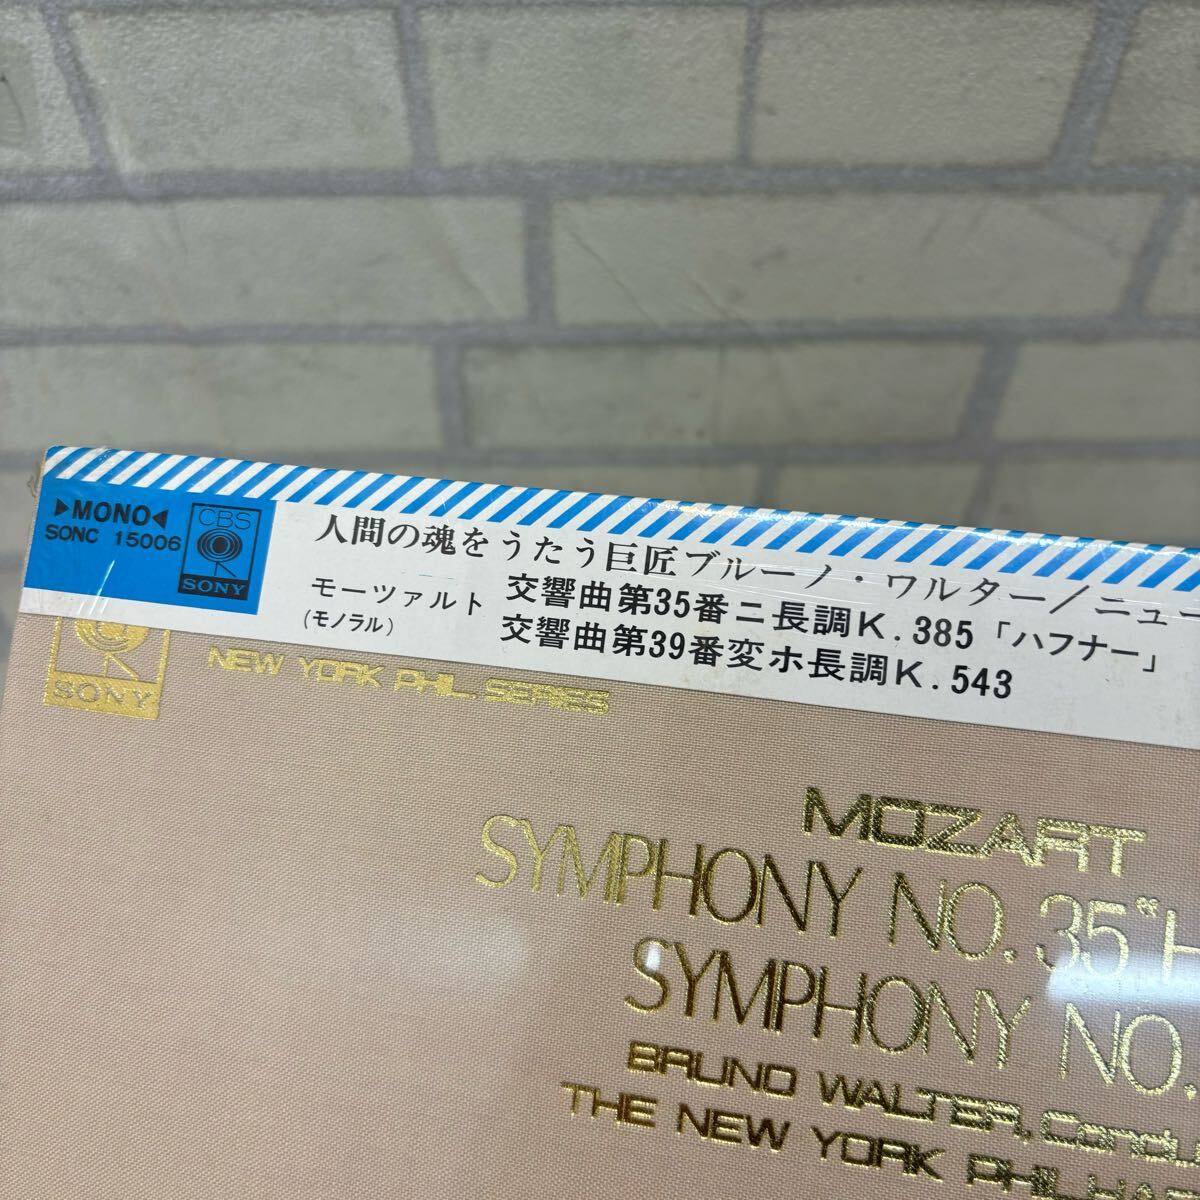 ▶MONO◀
SONC 15006
CBS
SONY
人間の魂をうたう巨匠ブルーノ・ワルター/ニュー
モーツァルト
(モノラル)
交響曲第35番ニ長調K.385「ハフナー」
交響曲第39番変ホ長調K.543
SONY
NEW YORK PHIL. SERIES
MOZART
SYMPHONY NO. 35 "H
SYMPHONY NO.
BRUNO WALTER, Condu
THE NEW YORK PHILHA